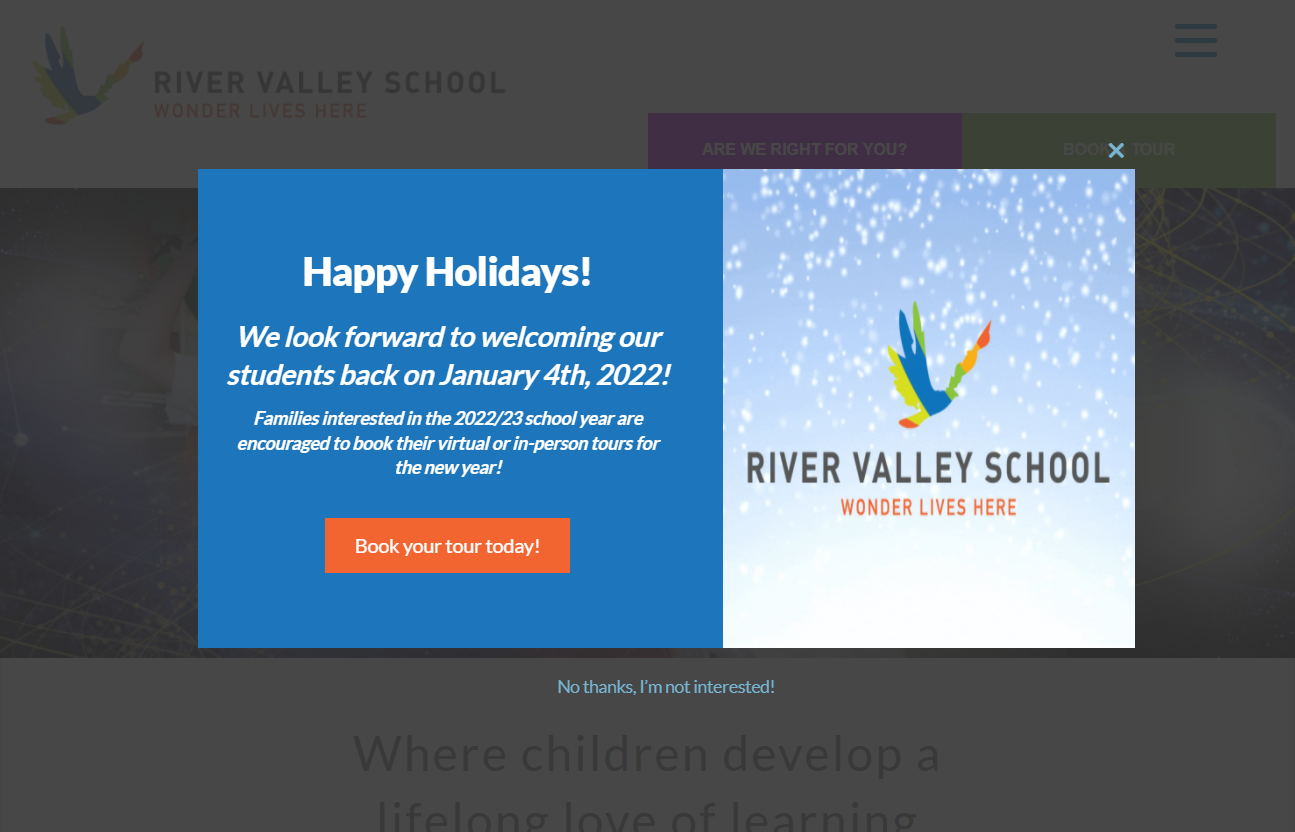 RIVER VALLEY SCHOOL
WONDER LIVES HERE
ARE WE RIGHT FOR YOU?
BOOK TOUR
Happy Holidays!
We look forward to welcoming our
students back on January 4th, 2022!
Families interested in the 2022/23 school year are
encouraged to book their virtual or in-person tours for
the new year!
Book your tour today!
RIVER VALLEY SCHOOL
WONDER LIVES HERE
No thanks, I'm not interested!
Where children develop a
lifelong love of learning